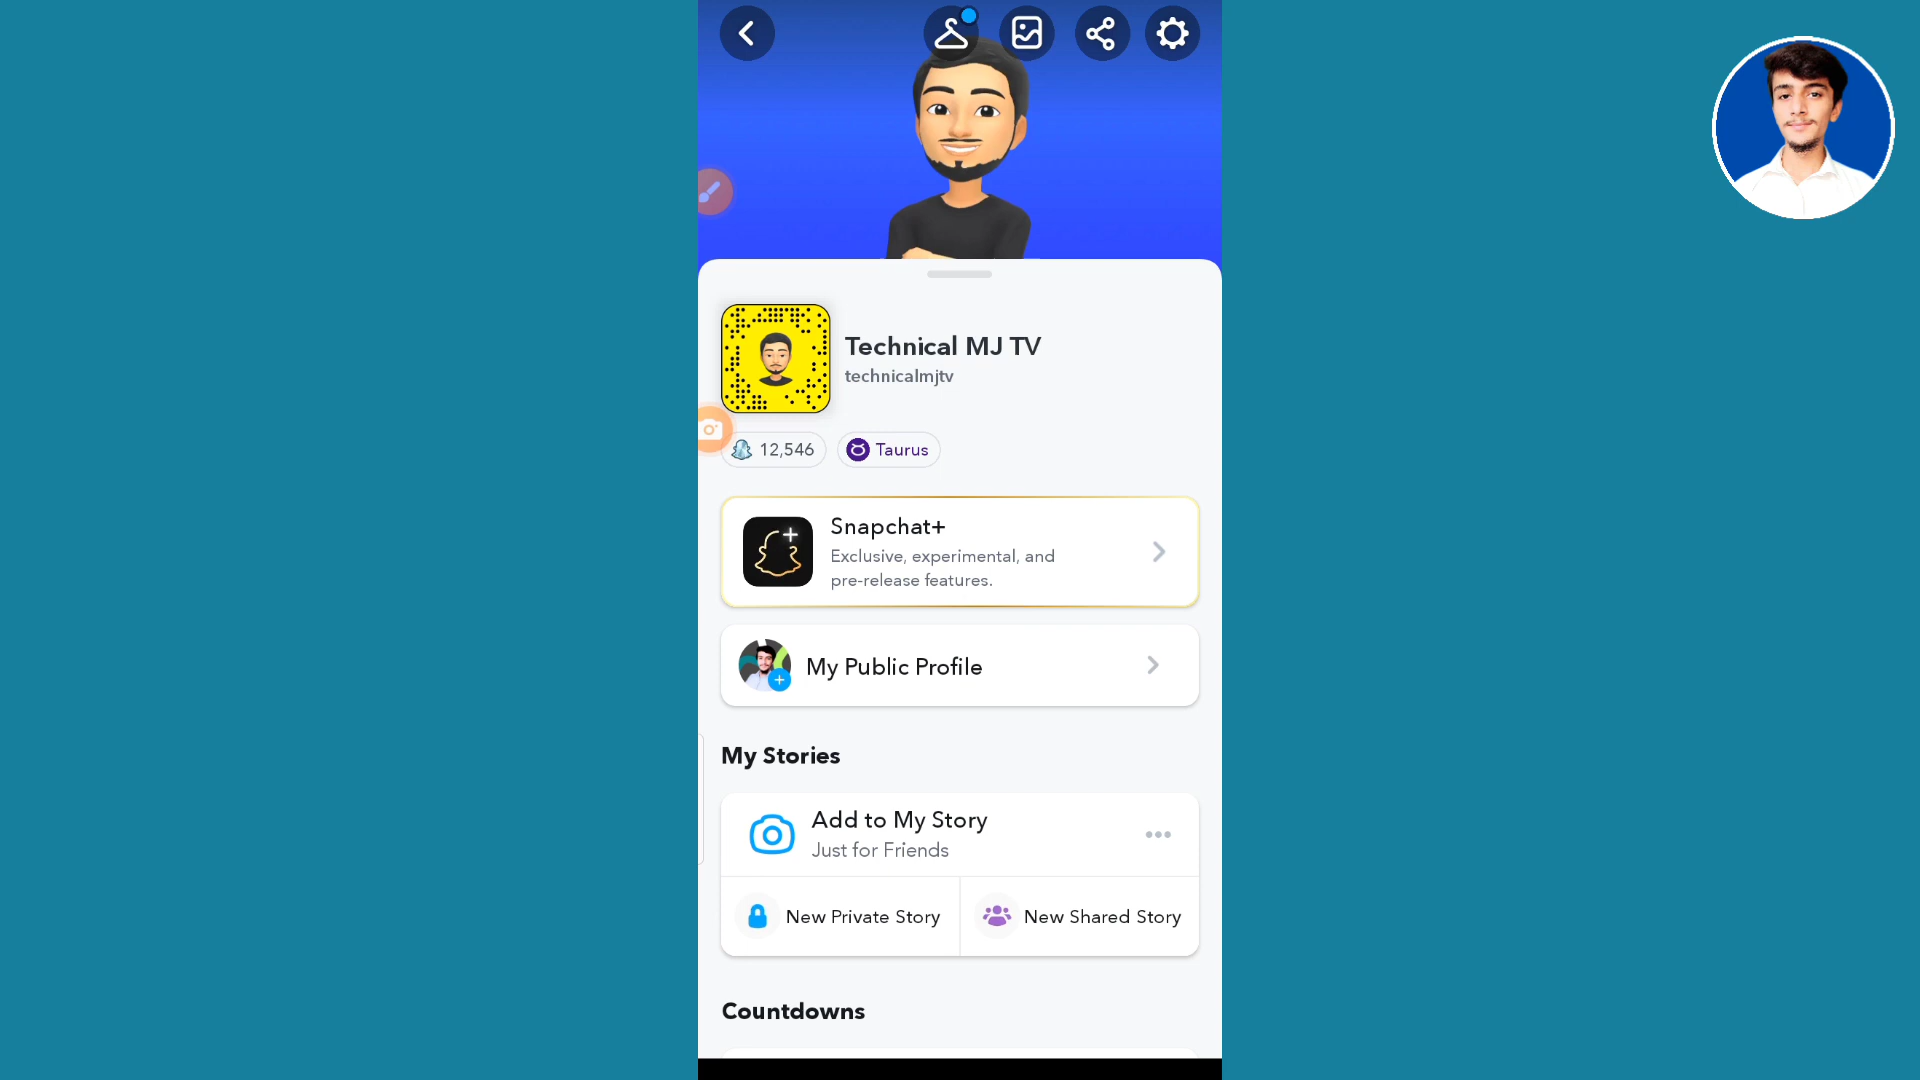 Technical MJ TV
technicalmjtv
12,546
Taurus
Snapchat+
Exclusive, experimental, and
pre-release features.
My Public Profile
My Stories
Add to My Story
Just for Friends
New Private Story
New Shared Story
Countdowns